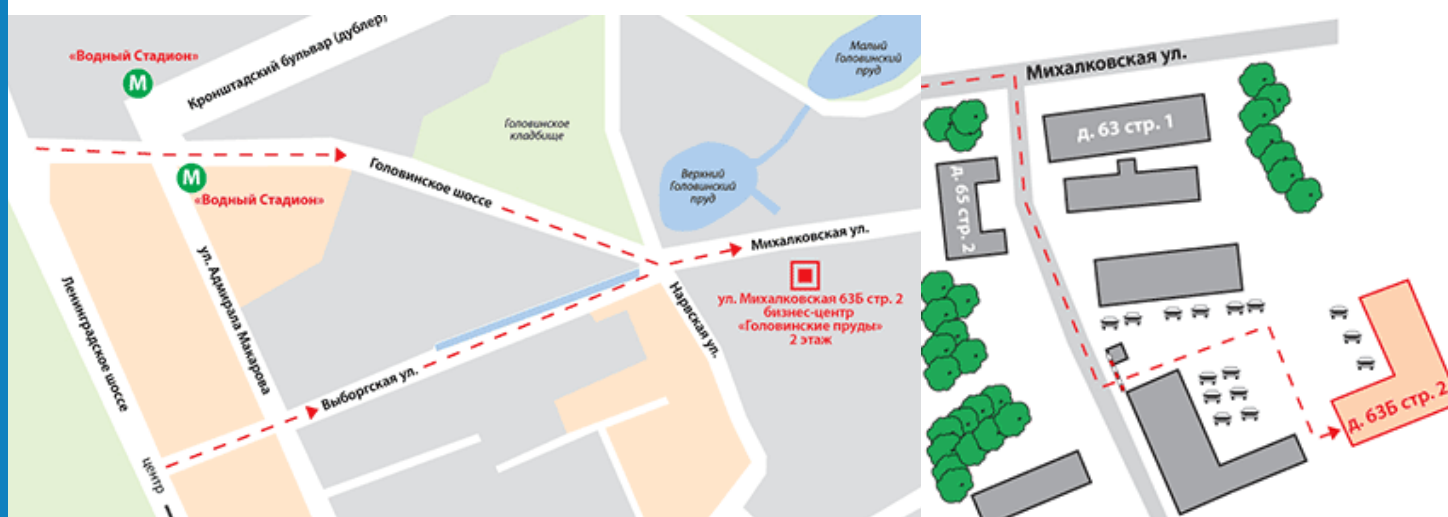 «Водный Стадион»
М
Кронштадский бульвар (дублер)
Малый
Головинский
пруд
Головинское
кладбище
Головинское шоссе
М
«Водный Стадион»
Верхний
Головинский
пруд
Михалковская ул.
ул. Михалковская 63Б стр. 2
бизнес-центр
«Головинские пруды»
2 этаж
Ленинградское шоссе
ул. Адмирала Макарова
Нарвская ул.
Выборгская ул.
центр
Михалковская ул.
д. 63 стр. 1
д. 65 стр. 2
д. 63Б стр. 2